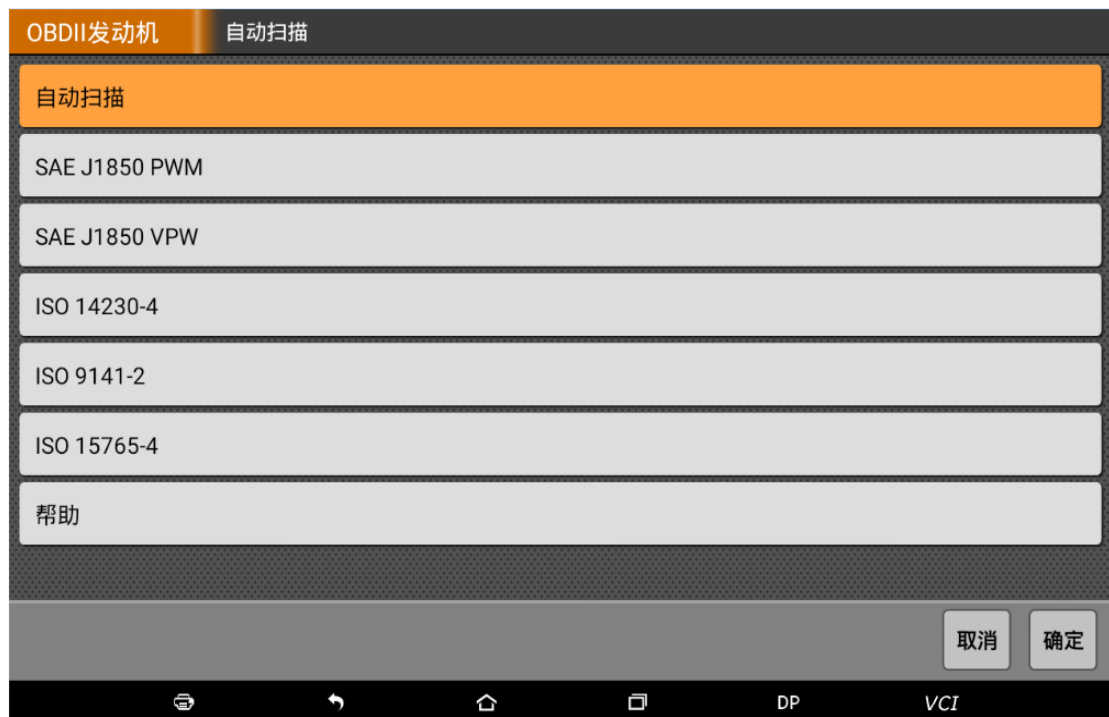 OBDII发动机 自动扫描
自动扫描
SAE J1850 PWM
SAE J1850 VPW
ISO 14230-4
ISO 9141-2
ISO 15765-4
帮助
取消 确定
DP VCI